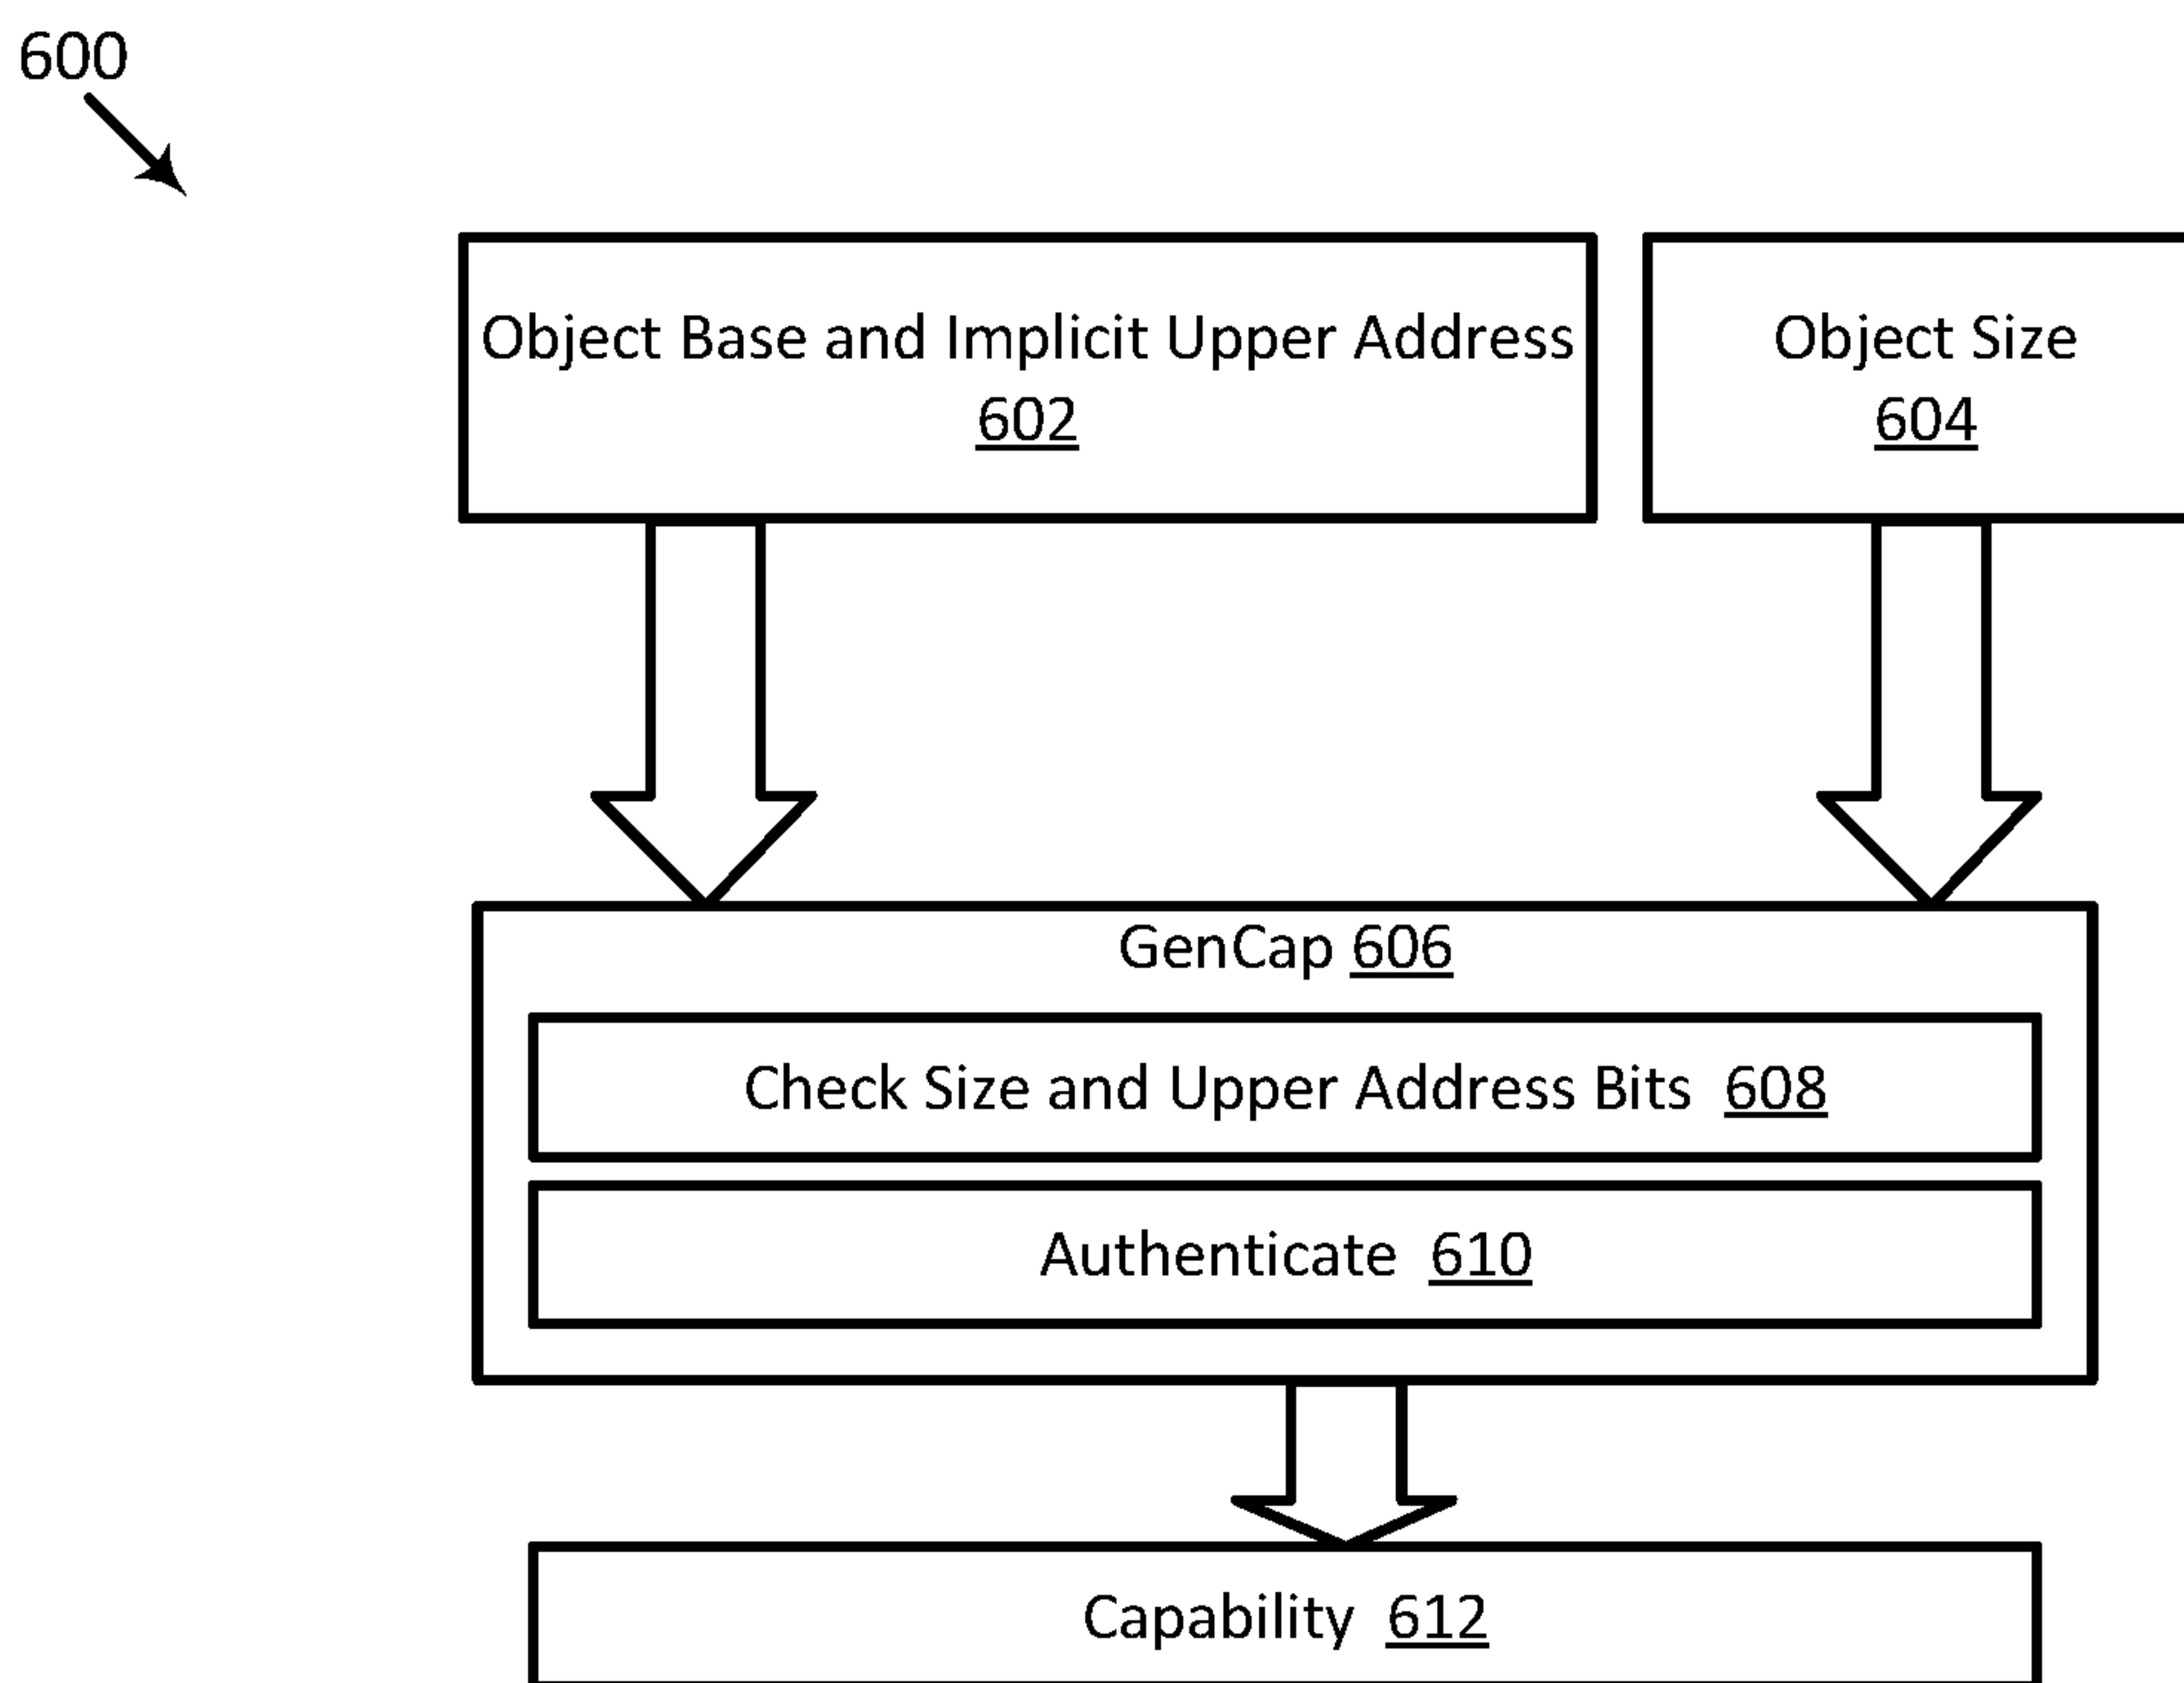 600
Object Base and Implicit Upper Address
602
Object Size
604
GenCap 606
Check Size and Upper Address Bits 608
Authenticate 610
Capability 612